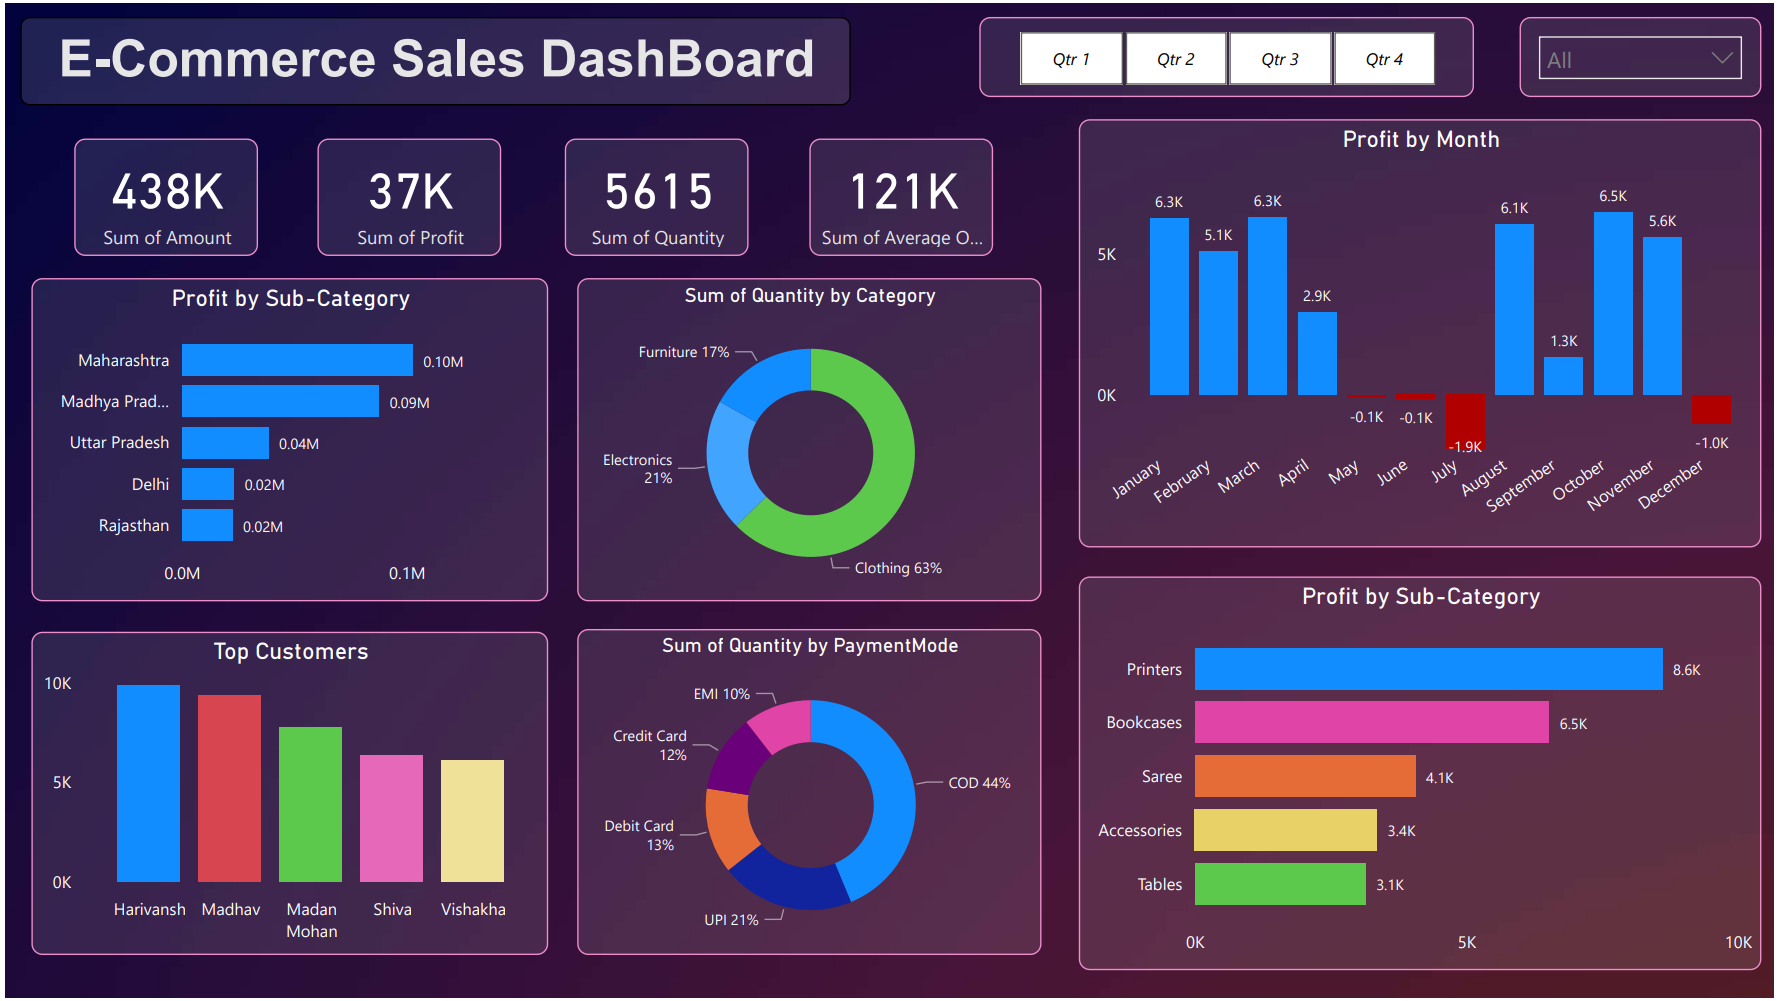 E-Commerce Sales DashBoard
Qtr 1
Qtr 2
Qtr 3
Qtr 4
All
438K
Sum of Amount
37K
Sum of Profit
5615
Sum of Quantity
121K
Sum of Average O...
Profit by Month
6.3K
5.1K
6.3K
2.9K
-0.1K
-0.1K
-1.9K
6.1K
1.3K
6.5K
5.6K
-1.0K
5K
0K
January
February
March
April
May
June
July
August
September
October
November
December
Profit by Sub-Category
Maharashtra
0.10M
Madhya Prad...
0.09M
Uttar Pradesh
0.04M
Delhi
0.02M
Rajasthan
0.02M
0.0M
0.1M
Sum of Quantity by Category
Furniture 17%
Electronics
21%
Clothing 63%
Top Customers
10K
5K
0K
Harivansh
Madhav
Madan
Mohan
Shiva
Vishakha
Sum of Quantity by PaymentMode
EMI 10%
Credit Card
12%
Debit Card
13%
UPI 21%
COD 44%
Profit by Sub-Category
Printers
8.6K
Bookcases
6.5K
Saree
4.1K
Accessories
3.4K
Tables
3.1K
0K
5K
10K